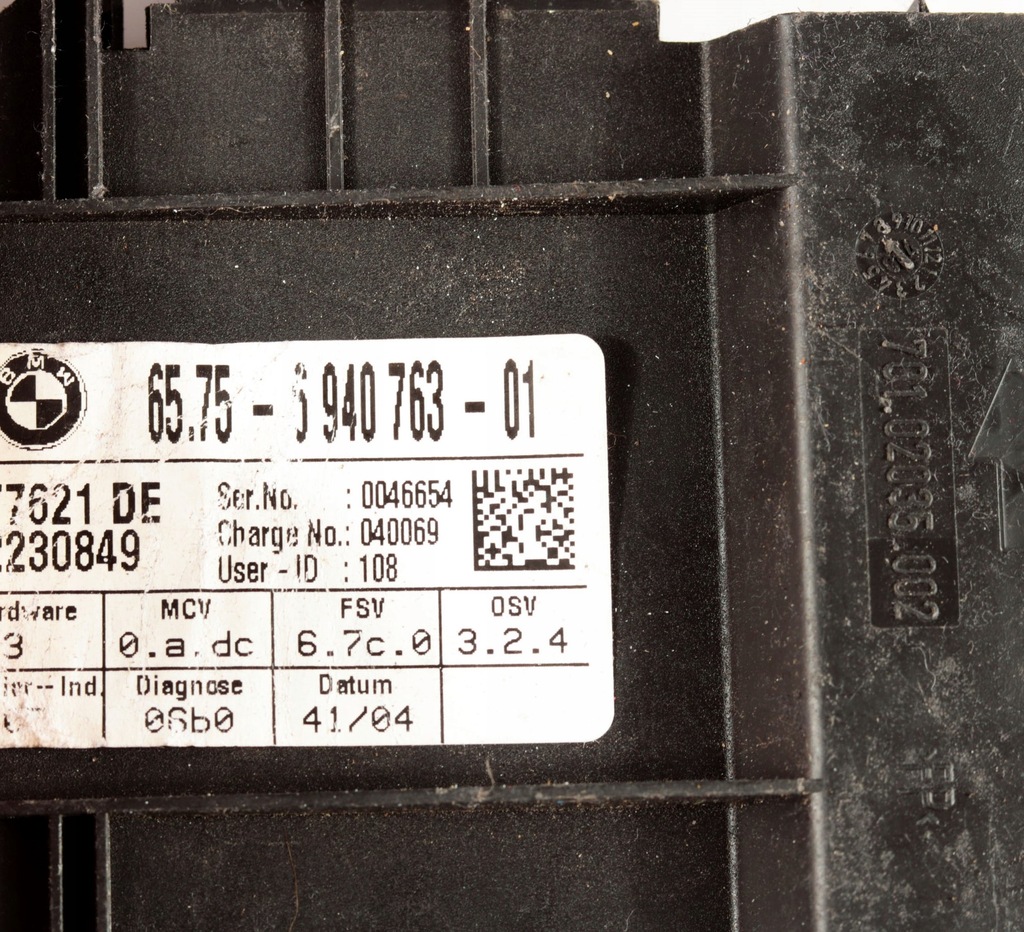 BMW
65.75 - 6 940 763 - 01
7621 DE
230849
Ser.No. : 0046654
Charge No.: 040069
User - ID : 108
MCV FSV OSV
3 0.a.dc 6.7c.0 3.2.4
Ind. Diagnose Datum
06b0 41/04
701.02035.002
>PP<